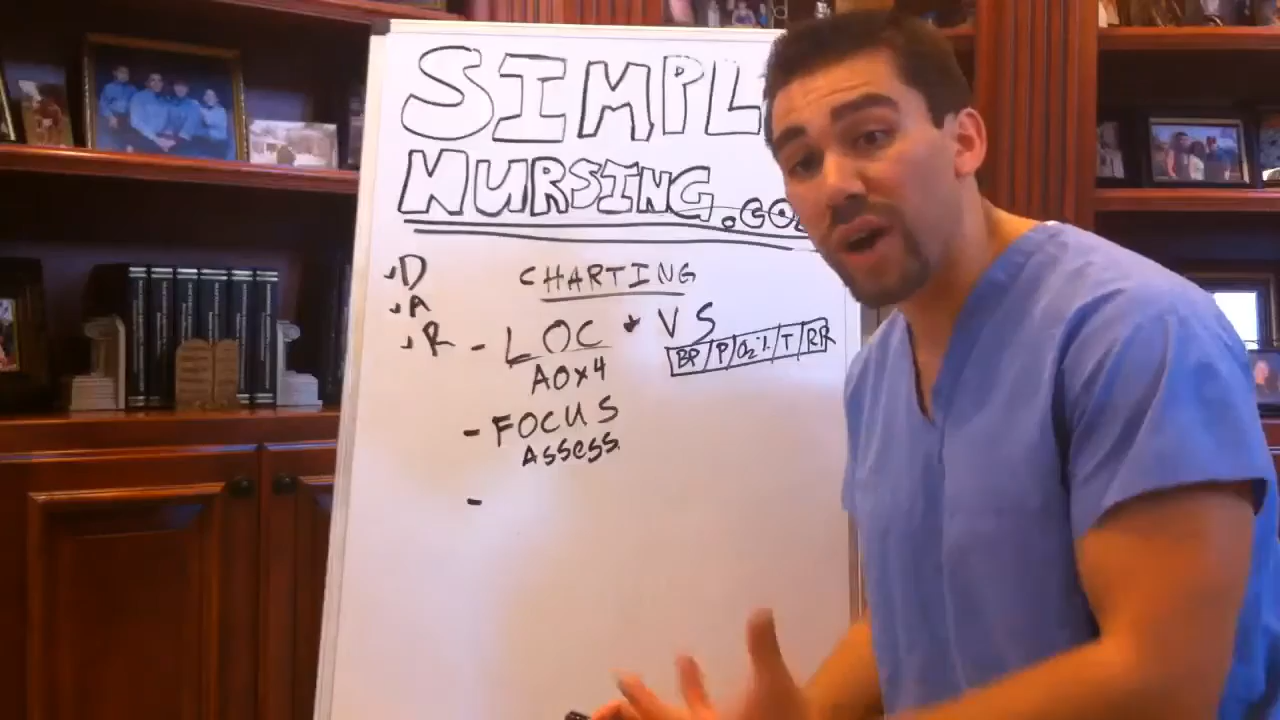 SIMPL
NURSING.CO
D
A
R
CHARTING
- LOC + VS
BP/P/O2%/T/RR
AOx4
- FOCUS
Assess.
-